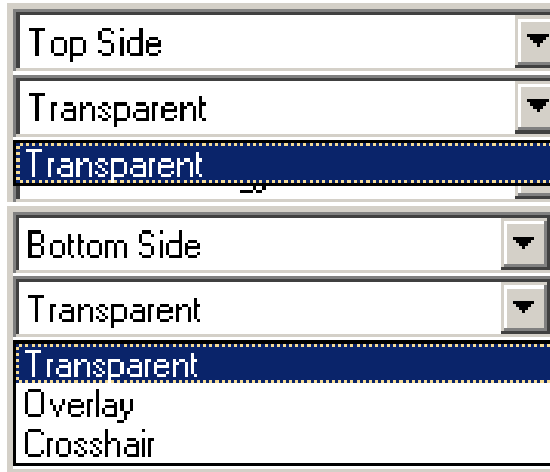 Top Side
Transparent
Transparent
Bottom Side
Transparent
Transparent
Overlay
Crosshair